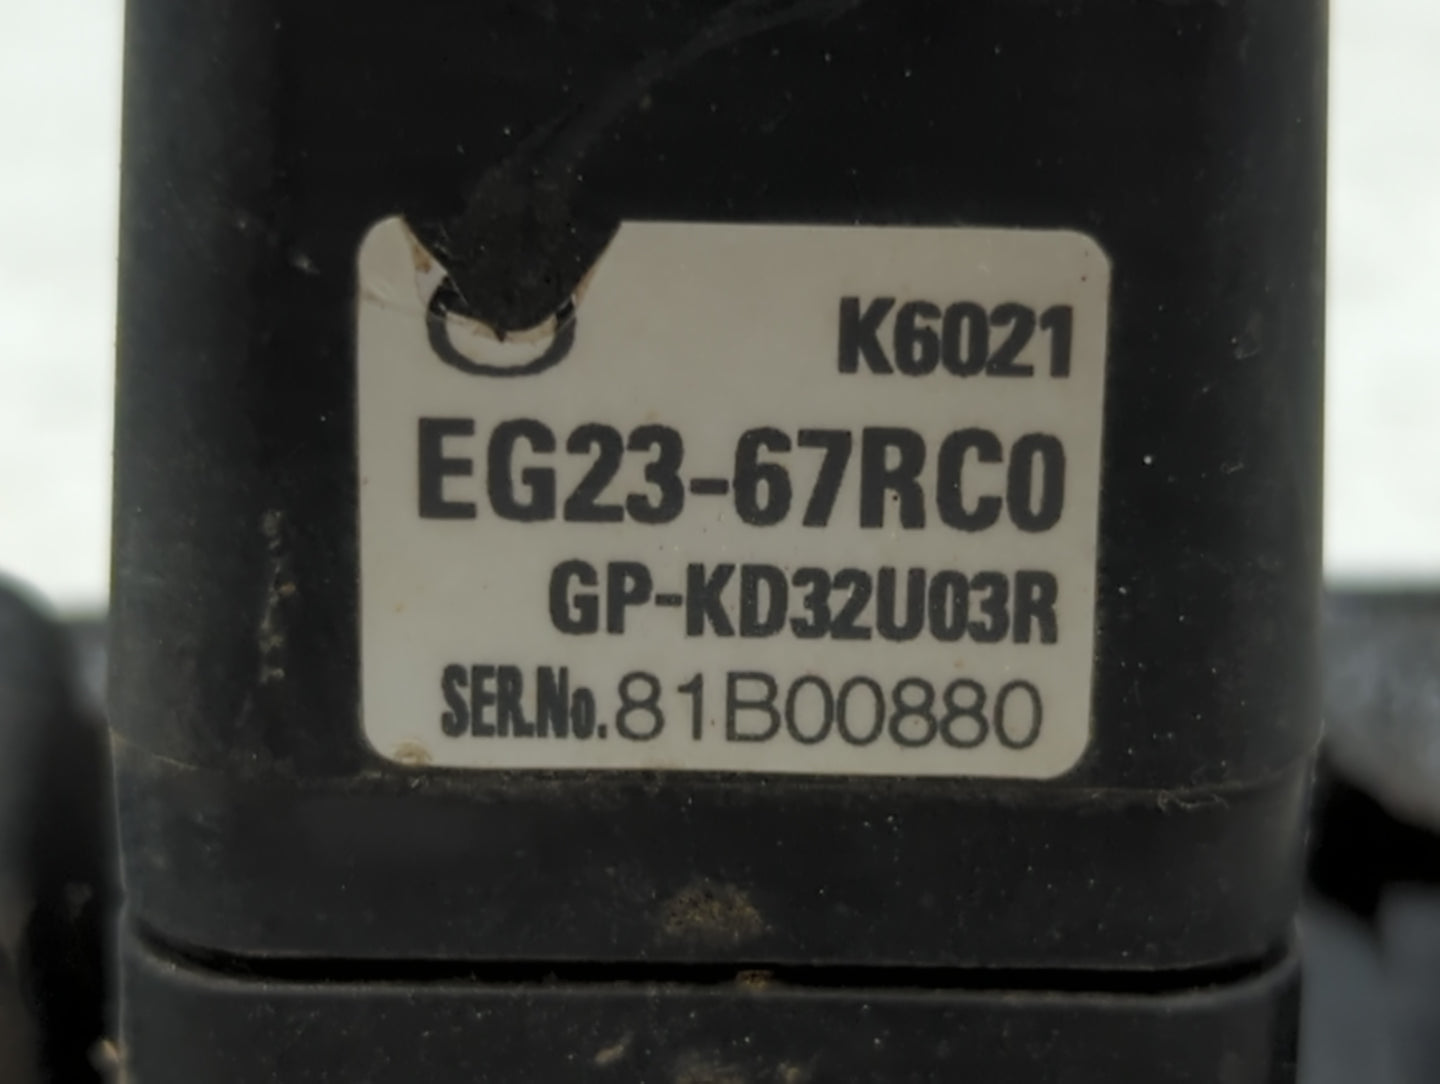 K6021
EG23-67RC0
GP-KD32U03R
SER.No.81B00880